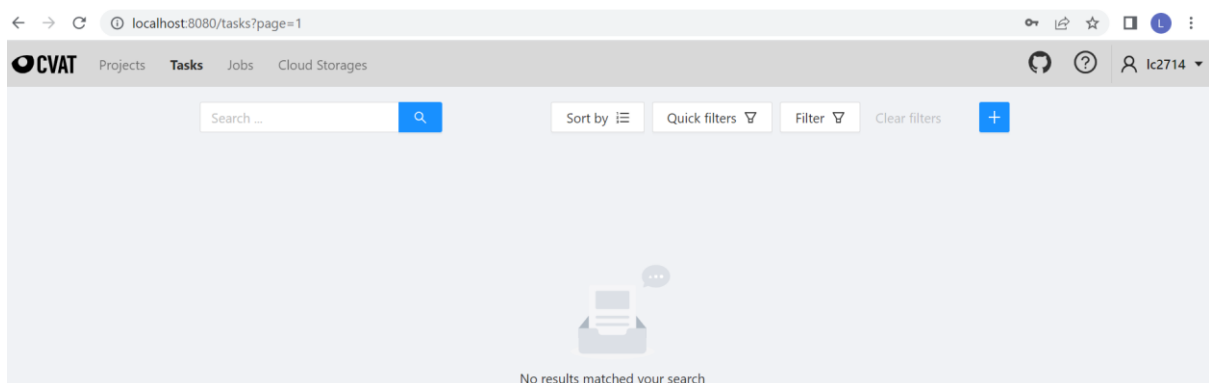 localhost:8080/tasks?page=1
L
CVAT Projects Tasks Jobs Cloud Storages lc2714
Search ... Sort by Quick filters Filter Clear filters
No results matched your search